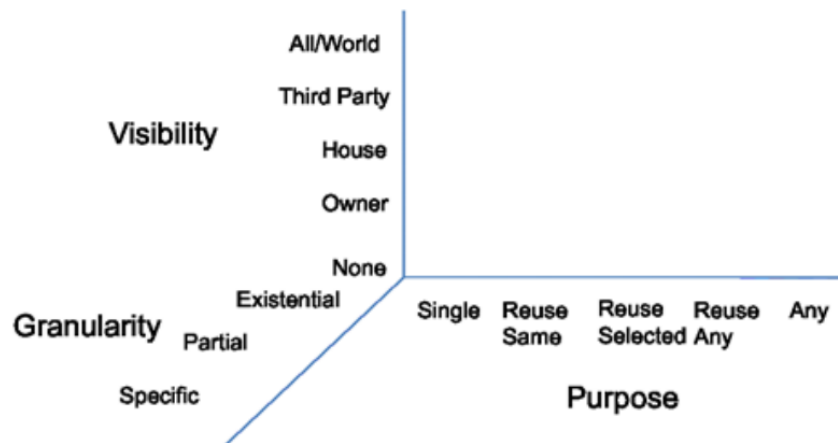 All/World
Third Party
Visibility
House
Owner
None
Existential
Granularity
Partial
Specific
Single
Reuse
Same
Reuse
Selected
Reuse
Any
Any
Purpose